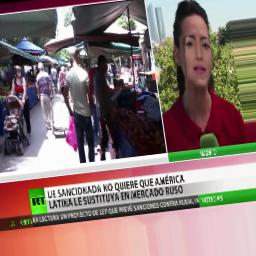 RT
UE SANCIONADA NO QUIERE QUE AMÉRICA
LATINA LE SUSTITUYA EN MERCADO RUSO
LECTURA UN PROYECTO DE LEY QUE PREVÉ SANCIONES CONTRA RUSIA, IN